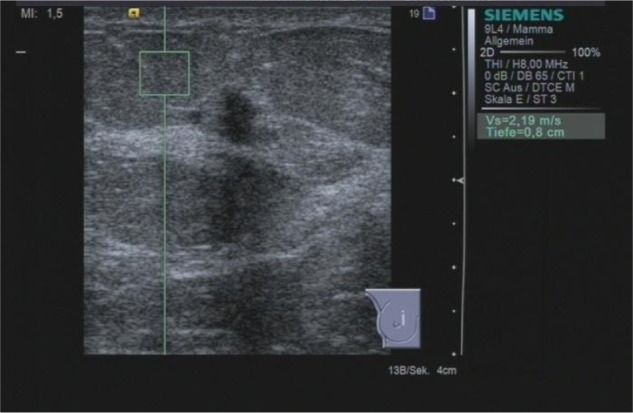 MI: 1,5
19
SIEMENS
9L4 / Mamma
Allgemein
2D 100%
THI / H8,00 MHz
0 dB / DB 65 / CTI 1
SC Aus / DTCE M
Skala E / ST 3
Vs=2,19 m/s
Tiefe=0,8 cm
13B/Sek. 4cm